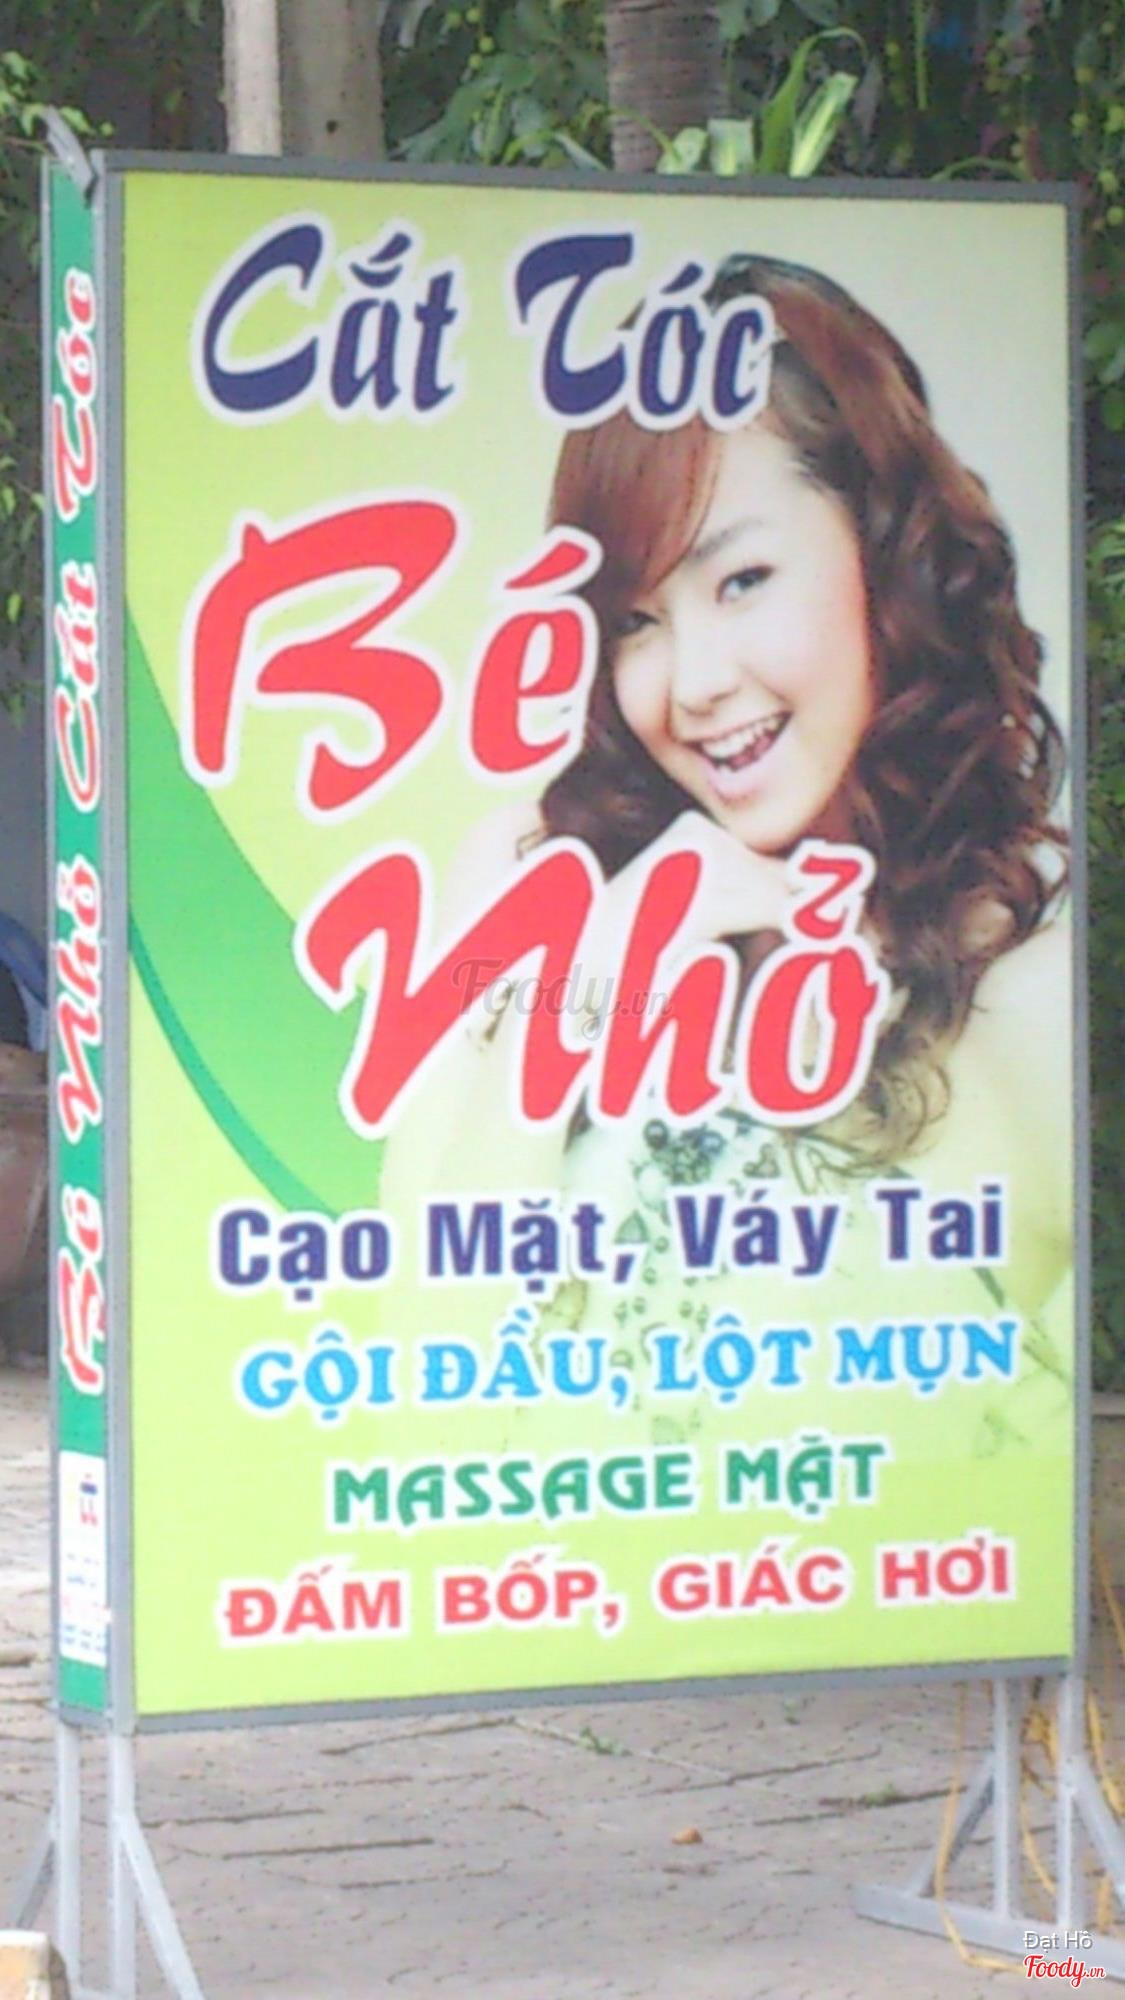 Cắt Tóc
Bé
Nhỏ
Cạo Mặt, Váy Tai
GỘI ĐẦU, LỘT MỤN
MASSAGE MẶT
ĐẤM BỐP, GIÁC HƠI
Cắt Tóc
Bé Nhỏ
Foody.vn
Đạt Hồ
Foody.vn